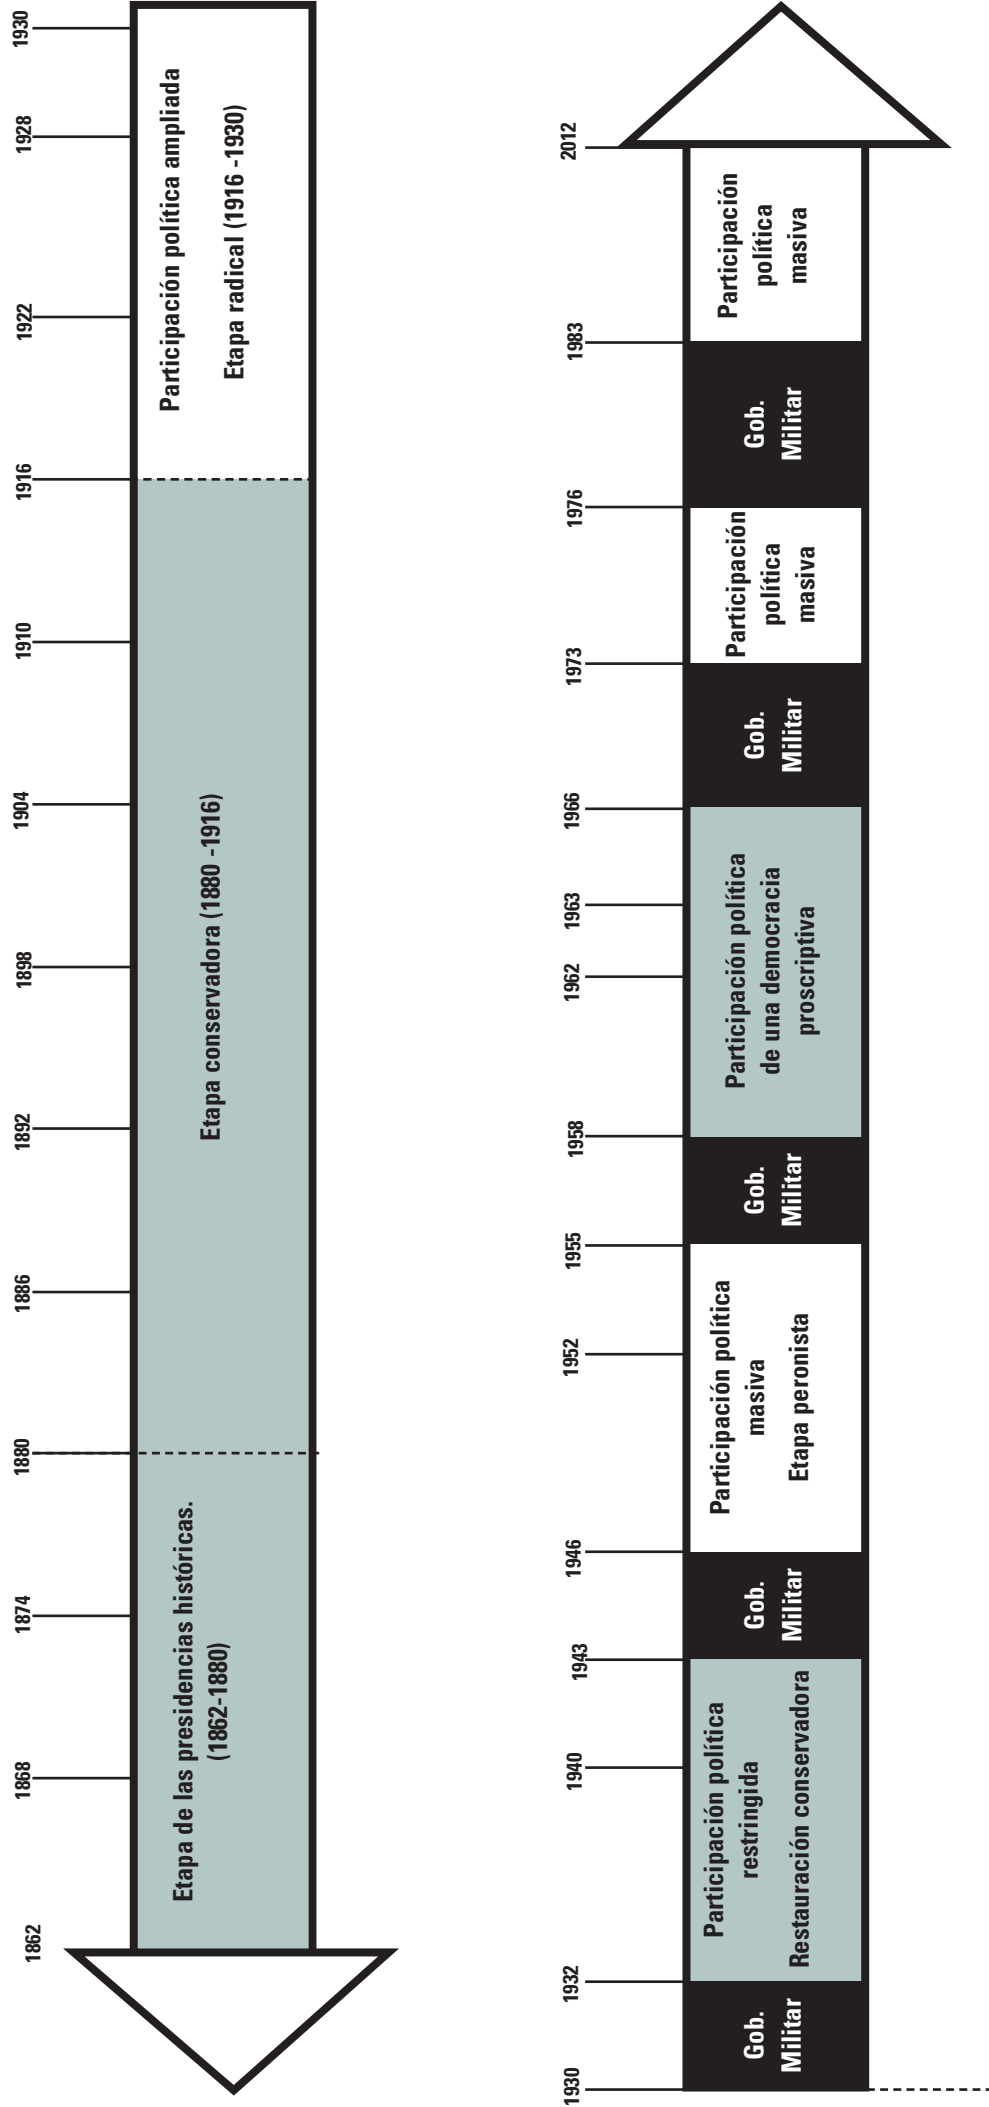 1862
1868
1874
1880
1886
1892
1898
1904
1910
1916
1922
1928
1930
Etapa de las presidencias históricas.
(1862-1880)
Etapa conservadora (1880 -1916)
Participación política ampliada
Etapa radical (1916 -1930)
1930
1932
1940
1943
1946
1952
1955
1958
1962
1963
1966
1973
1976
1983
2012
Gob.
Militar
Participación política
restringida
Restauración conservadora
Gob.
Militar
Participación política
masiva
Etapa peronista
Gob.
Militar
Participación política
de una democracia
proscriptiva
Gob.
Militar
Participación
política
masiva
Gob.
Militar
Participación
política
masiva